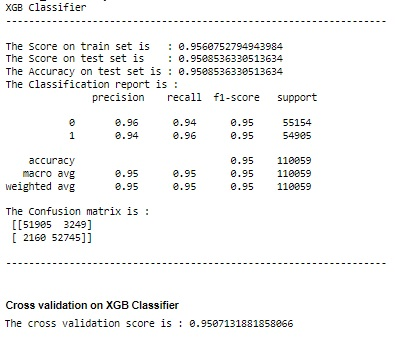 XGB Classifier
--------------------------------------------------------------------------------
The Score on train set is   : 0.9560752794943984
The Score on test set is    : 0.9508536330513634
The Accuracy on test set is : 0.9508536330513634
The Classification report is :
              precision    recall  f1-score   support

           0       0.96      0.94      0.95     55154
           1       0.94      0.96      0.95     54905

    accuracy                           0.95    110059
   macro avg       0.95      0.95      0.95    110059
weighted avg       0.95      0.95      0.95    110059

The Confusion matrix is :
 [[51905  3249]
 [ 2160 52745]]
--------------------------------------------------------------------------------
Cross validation on XGB Classifier
The cross validation score is : 0.9507131881858066